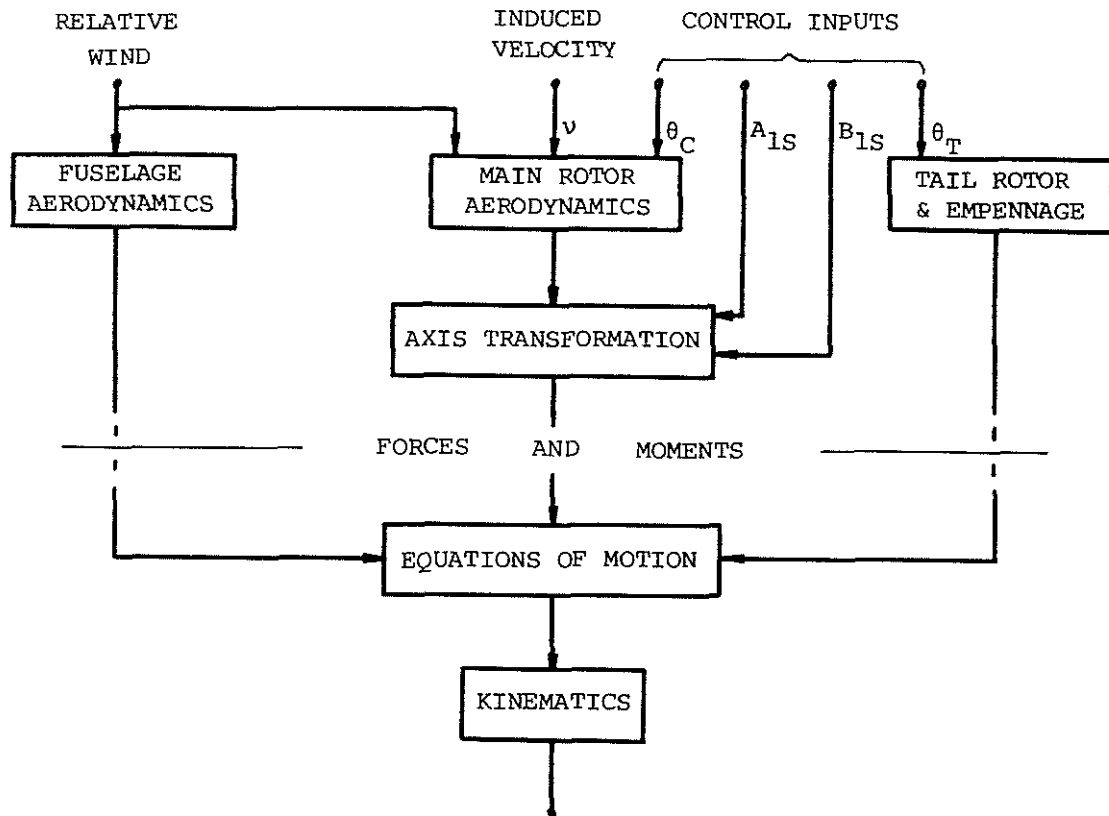 RELATIVE
WIND
INDUCED
VELOCITY
CONTROL INPUTS
ν
θC
A1S
B1S
θT
FUSELAGE
AERODYNAMICS
MAIN ROTOR
AERODYNAMICS
TAIL ROTOR
& EMPENNAGE
AXIS TRANSFORMATION
FORCES AND MOMENTS
EQUATIONS OF MOTION
KINEMATICS